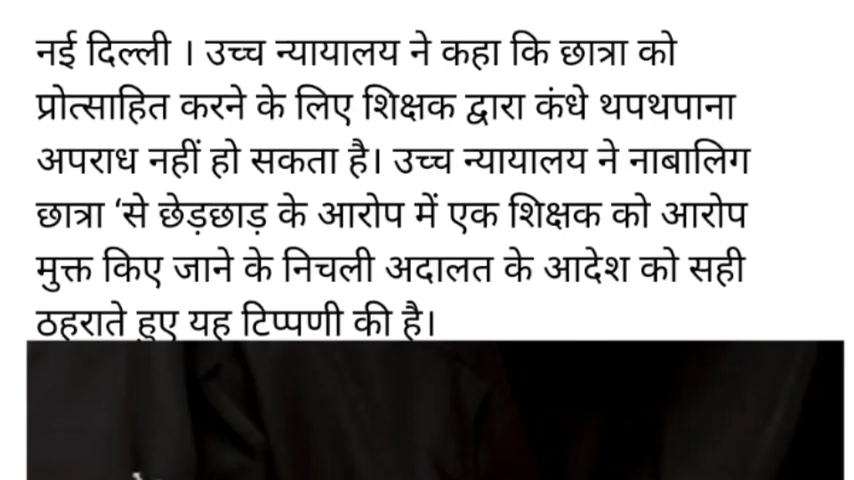 नई दिल्ली । उच्च न्यायालय ने कहा कि छात्रा को
प्रोत्साहित करने के लिए शिक्षक द्वारा कंधे थपथपाना
अपराध नहीं हो सकता है। उच्च न्यायालय ने नाबालिग
छात्रा ‘से छेड़छाड़ के आरोप में एक शिक्षक को आरोप
मुक्त किए जाने के निचली अदालत के आदेश को सही
ठहराते हुए यह टिप्पणी की है।